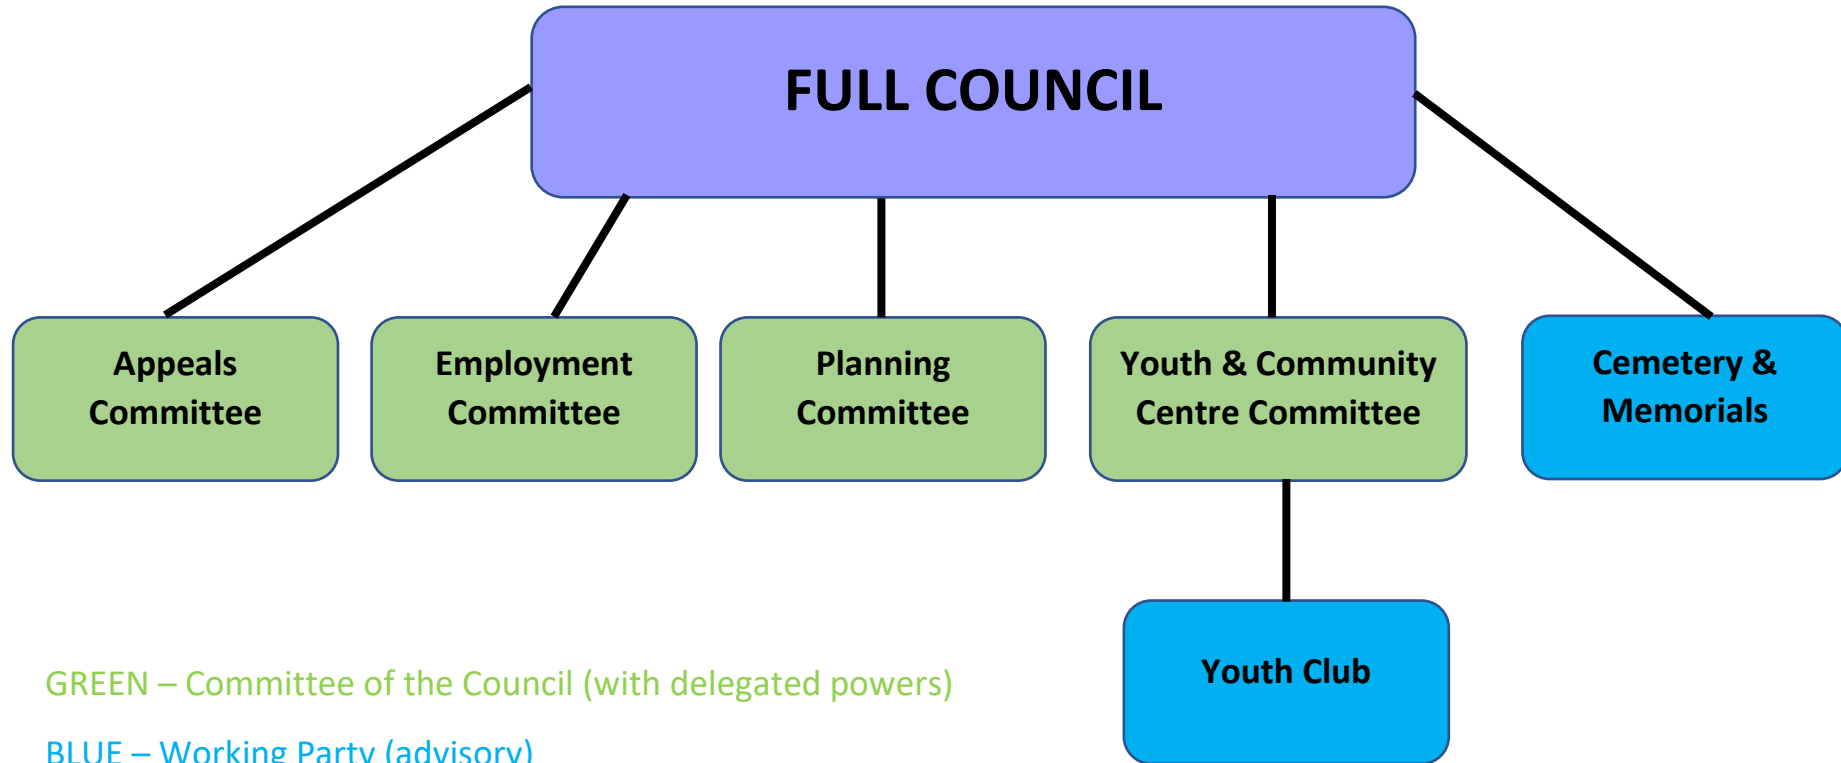 FULL COUNCIL
Appeals
Committee
Employment
Committee
Planning
Committee
Youth & Community
Centre Committee
Cemetery &
Memorials
Youth Club
GREEN – Committee of the Council (with delegated powers)
BLUE – Working Party (advisory)